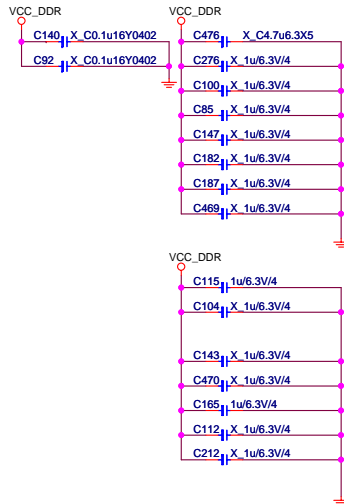 VCC_DDR
C140 X_C0.1u16Y0402
C92 X_C0.1u16Y0402
VCC_DDR
C476 X_C4.7u6.3X5
C276 X_1u/6.3V/4
C100 X_1u/6.3V/4
C85 X_1u/6.3V/4
C147 X_1u/6.3V/4
C182 X_1u/6.3V/4
C187 X_1u/6.3V/4
C469 X_1u/6.3V/4
VCC_DDR
C115 1u/6.3V/4
C104 X_1u/6.3V/4
C143 X_1u/6.3V/4
C470 X_1u/6.3V/4
C165 1u/6.3V/4
C112 X_1u/6.3V/4
C212 X_1u/6.3V/4